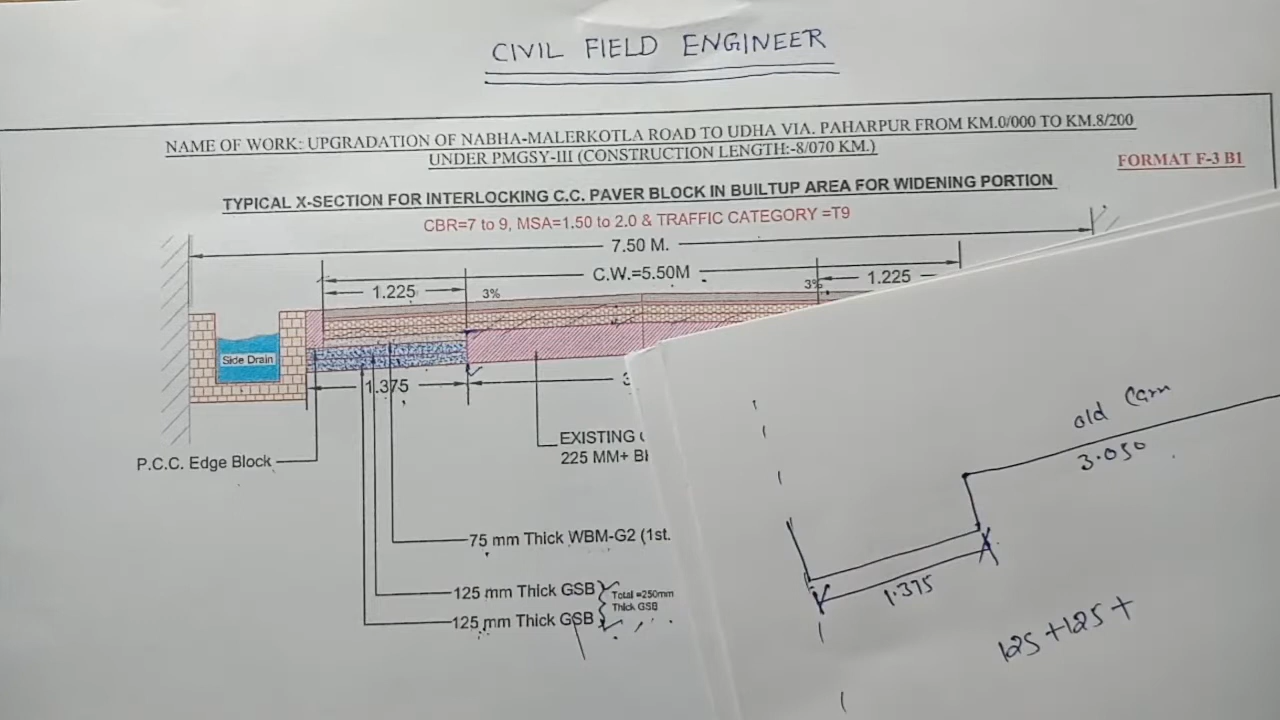 CIVIL FIELD ENGINEER
NAME OF WORK: UPGRADATION OF NABHA-MALERKOTLA ROAD TO UDHA VIA. PAHARPUR FROM KM.0/000 TO KM.8/200
UNDER PMGSY-III (CONSTRUCTION LENGTH:-8/070 KM.)
FORMAT F-3 B1
TYPICAL X-SECTION FOR INTERLOCKING C.C. PAVER BLOCK IN BUILTUP AREA FOR WIDENING PORTION
CBR=7 to 9, MSA=1.50 to 2.0 & TRAFFIC CATEGORY =T9
7.50 M.
C.W.=5.50M
1.225
3%
3%
1.225
Side Drain
1.375
3
P.C.C. Edge Block
EXISTING
225 MM+
75 mm Thick WBM-G2 (1st.
125 mm Thick GSB
125 mm Thick GSB
Total =250mm
Thick GSB
old
3.050
1.375
125+125+